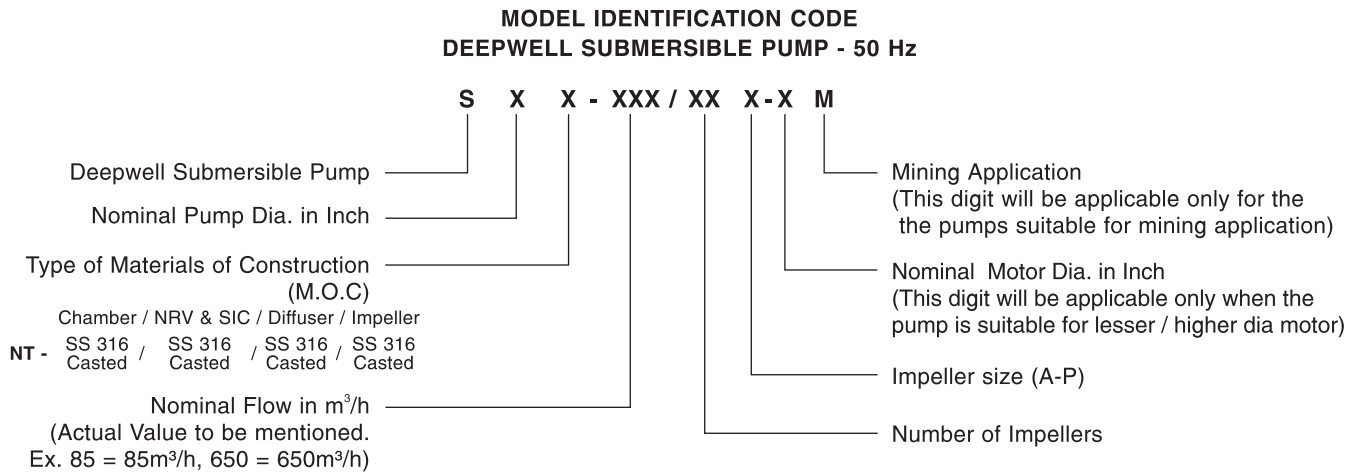 MODEL IDENTIFICATION CODE
DEEPWELL SUBMERSIBLE PUMP - 50 Hz
S X X - XXX / XX X - X M
Deepwell Submersible Pump
Nominal Pump Dia. in Inch
Type of Materials of Construction
(M.O.C)
Chamber / NRV & SIC / Diffuser / Impeller
NT - SS 316 Casted / SS 316 Casted / SS 316 Casted / SS 316 Casted
Nominal Flow in m³/h
(Actual Value to be mentioned.
Ex. 85 = 85m³/h, 650 = 650m³/h)
Mining Application
(This digit will be applicable only for the
the pumps suitable for mining application)
Nominal Motor Dia. in Inch
(This digit will be applicable only when the
pump is suitable for lesser / higher dia motor)
Impeller size (A-P)
Number of Impellers